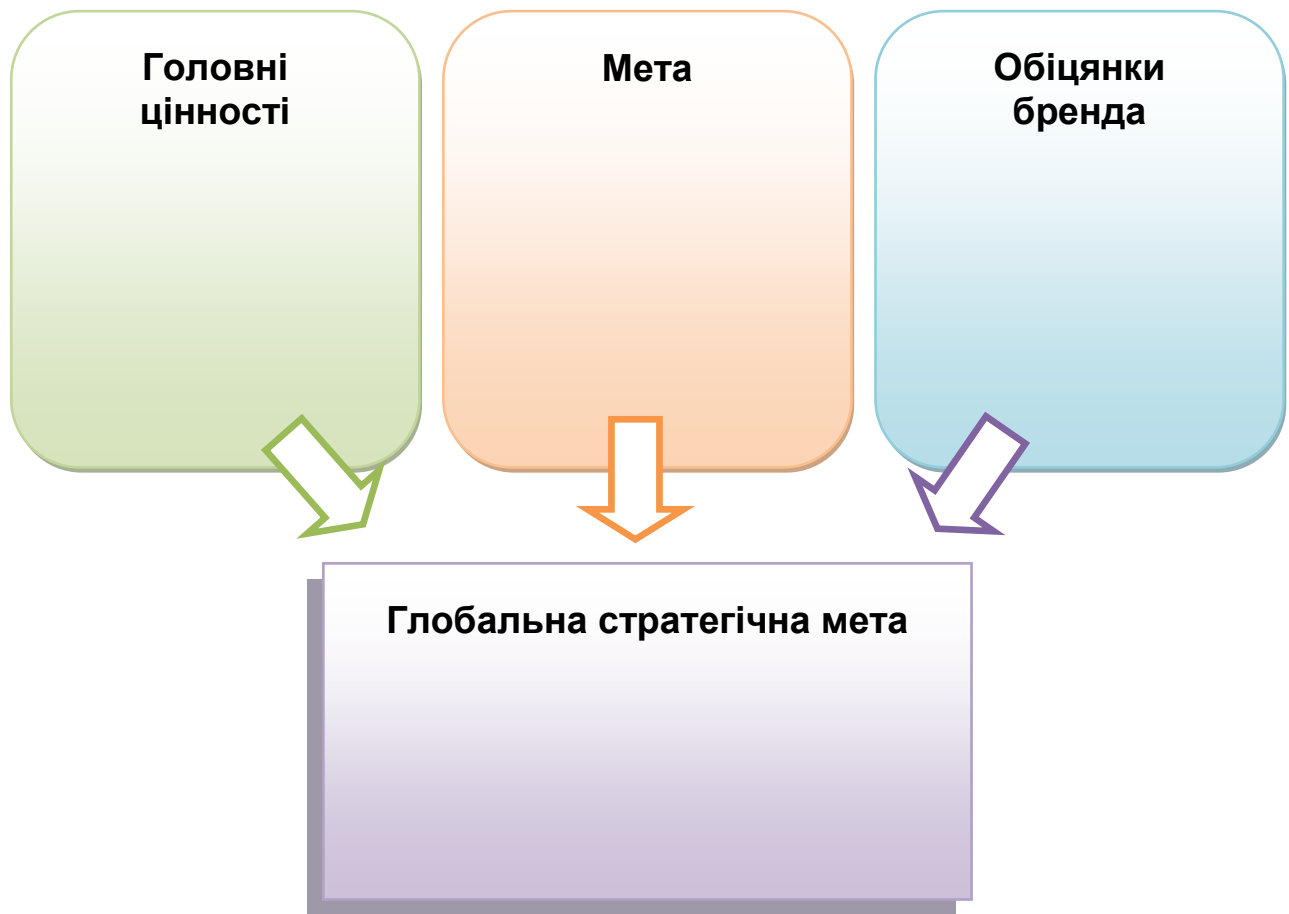 Головні
цінності
Мета
Обіцянки
бренда
Глобальна стратегічна мета